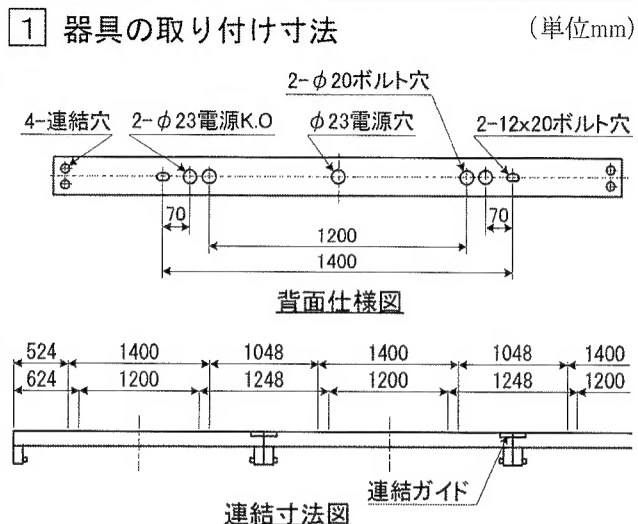 1 器具の取り付け寸法 (単位mm)
2-φ20ボルト穴
4-連結穴 2-φ23電源K.O φ23電源穴 2-12x20ボルト穴
70 70
1200
1400
背面仕様図
524 1400 1048 1400 1048 1400
624 1200 1248 1200 1248 1200
連結ガイド
連結寸法図